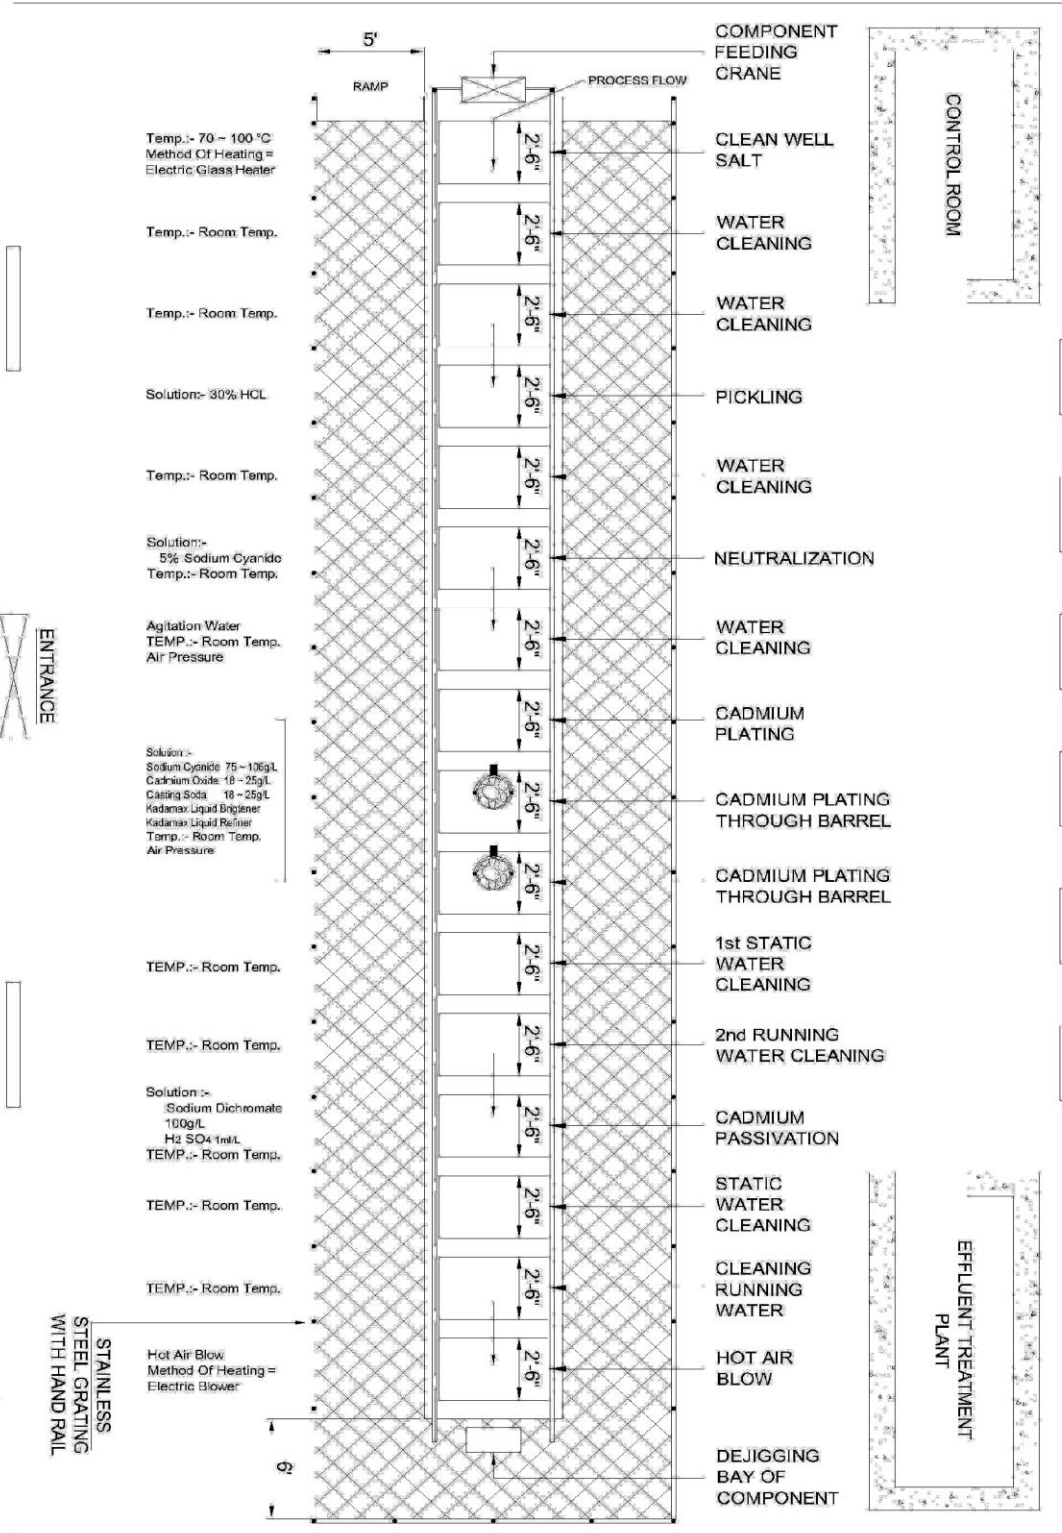 5'
RAMP
PROCESS FLOW
COMPONENT
FEEDING
CRANE
CONTROL ROOM
Temp.:- 70 ~ 100 °C
Method Of Heating =
Electric Glass Heater
2'-6"
CLEAN WELL
SALT
Temp.:- Room Temp.
2'-6"
WATER
CLEANING
Temp.:- Room Temp.
2'-6"
WATER
CLEANING
Solution:- 30% HCL
2'-6"
PICKLING
Temp.:- Room Temp.
2'-6"
WATER
CLEANING
Solution:-
5% Sodium Cyanide
Temp.:- Room Temp.
2'-6"
NEUTRALIZATION
Agitation Water
TEMP.:- Room Temp.
Air Pressure
2'-6"
WATER
CLEANING
ENTRANCE
2'-6"
CADMIUM
PLATING
Solution :-
Sodium Cyanide 75 ~ 106g/L
Cadmium Oxide 18 ~ 25g/L
Casting Soda 18 ~ 25g/L
Kadamax Liquid Brigtener
Kadamax Liquid Refiner
Temp.:- Room Temp.
Air Pressure
2'-6"
CADMIUM PLATING
THROUGH BARREL
2'-6"
CADMIUM PLATING
THROUGH BARREL
TEMP.:- Room Temp.
2'-6"
1st STATIC
WATER
CLEANING
TEMP.:- Room Temp.
2'-6"
2nd RUNNING
WATER CLEANING
Solution :-
Sodium Dichromate
100g/L
H2 SO4 1ml/L
TEMP.:- Room Temp.
2'-6"
CADMIUM
PASSIVATION
TEMP.:- Room Temp.
2'-6"
STATIC
WATER
CLEANING
TEMP.:- Room Temp.
2'-6"
CLEANING
RUNNING
WATER
EFFLUENT TREATMENT
PLANT
STAINLESS
STEEL GRATING
WITH HAND RAIL
Hot Air Blow
Method Of Heating =
Electric Blower
2'-6"
HOT AIR
BLOW
6'
DEJIGGING
BAY OF
COMPONENT